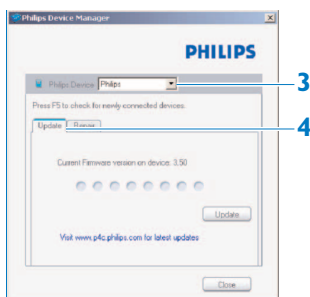 Philips Device Manager
PHILIPS
Philips Device Philips
3
Press F5 to check for newly connected devices.
Update Repair
4
Current Firmware version on device: 3.50
Update
Visit www.p4c.philips.com for latest updates
Close